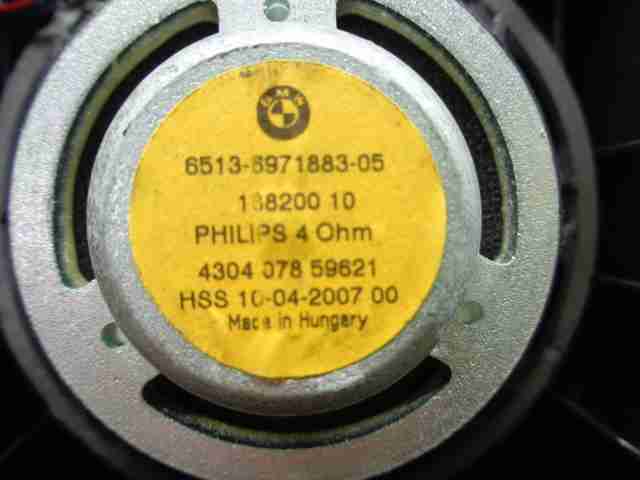 BMW
6513-6971883-05
168200 10
PHILIPS 4 Ohm
4304 078 59621
HSS 10-04-2007 00
Made in Hungary